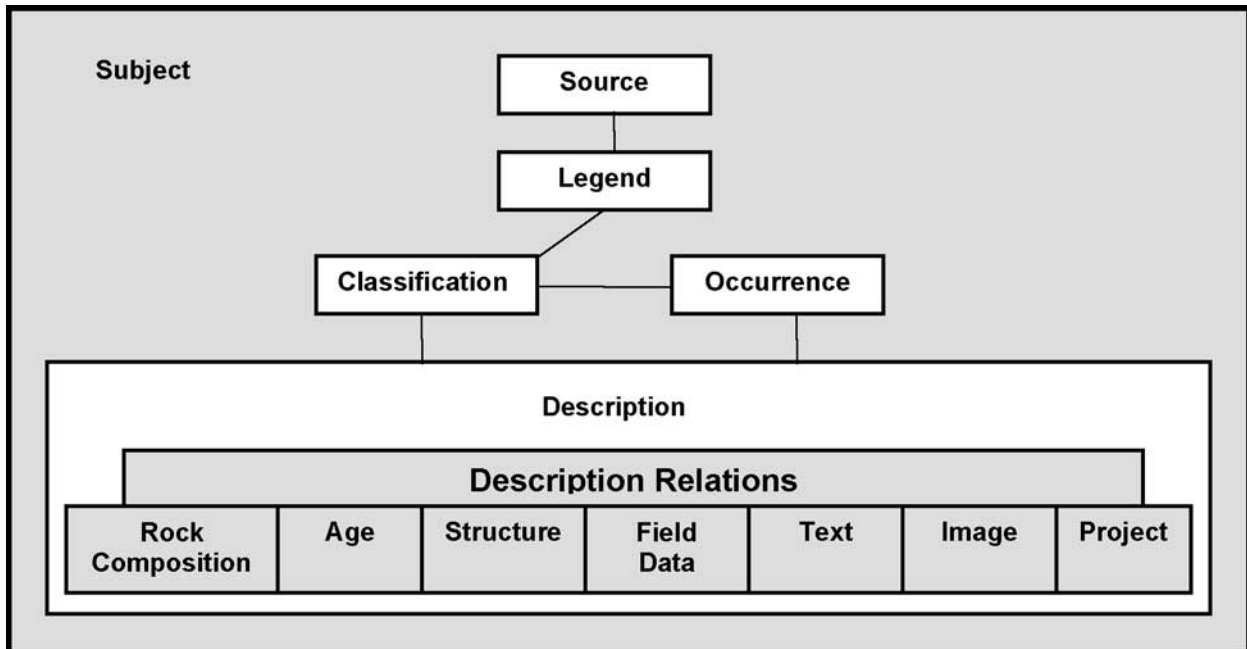 Subject
Source
Legend
Classification
Occurrence
Description
Description Relations
Rock
Composition
Age
Structure
Field
Data
Text
Image
Project